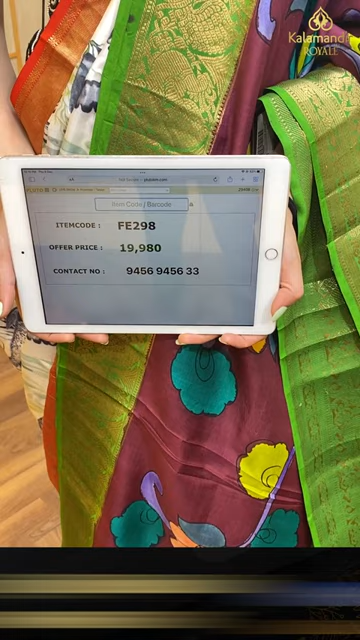 Kalamandir
ROYALE
Item Code / Barcode
ITEMCODE : FE298
OFFER PRICE : 19,980
CONTACT NO : 9456 9456 33